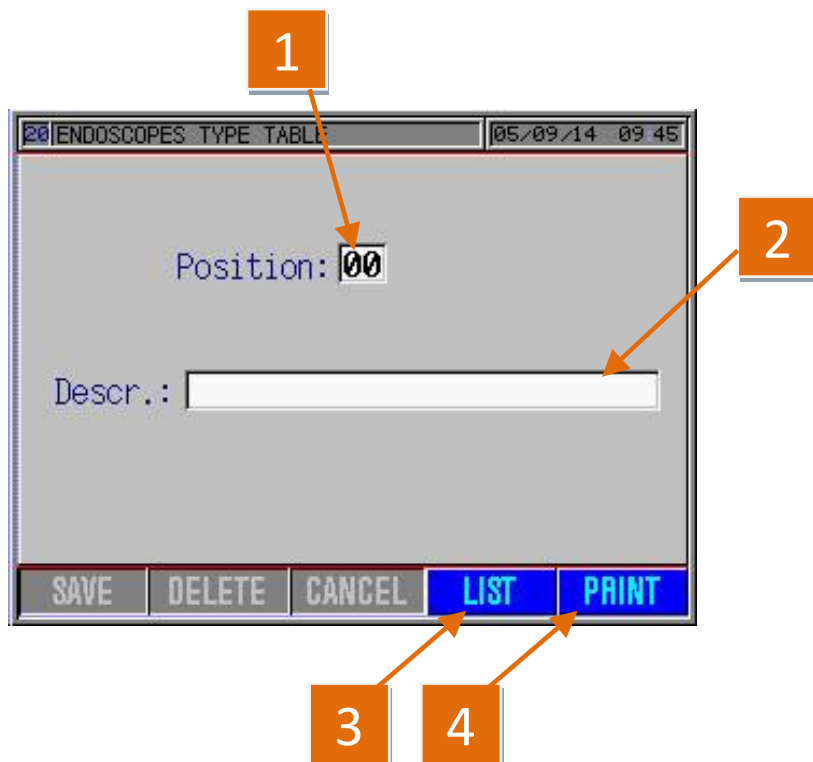 1
20 ENDOSCOPES TYPE TABLE 05/09/14 09:45
Position: 00
2
Descr.:
SAVE DELETE CANCEL LIST PRINT
3 4